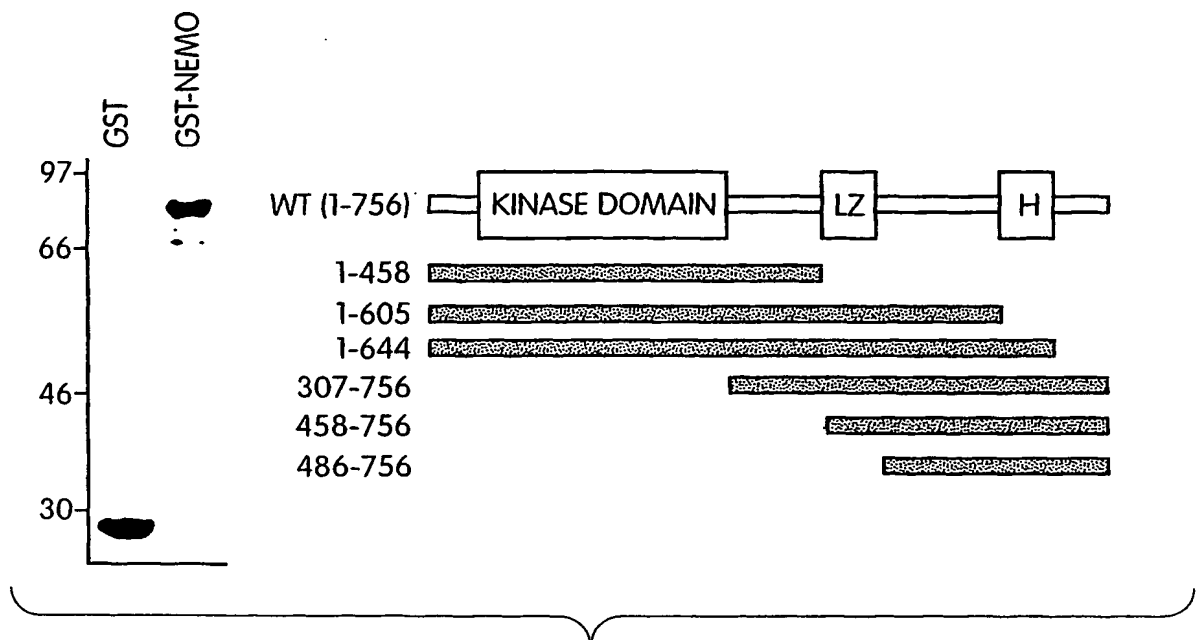 GST
GST-NEMO
97
66
46
30
WT (1-756)
KINASE DOMAIN
LZ
H
1-458
1-605
1-644
307-756
458-756
486-756